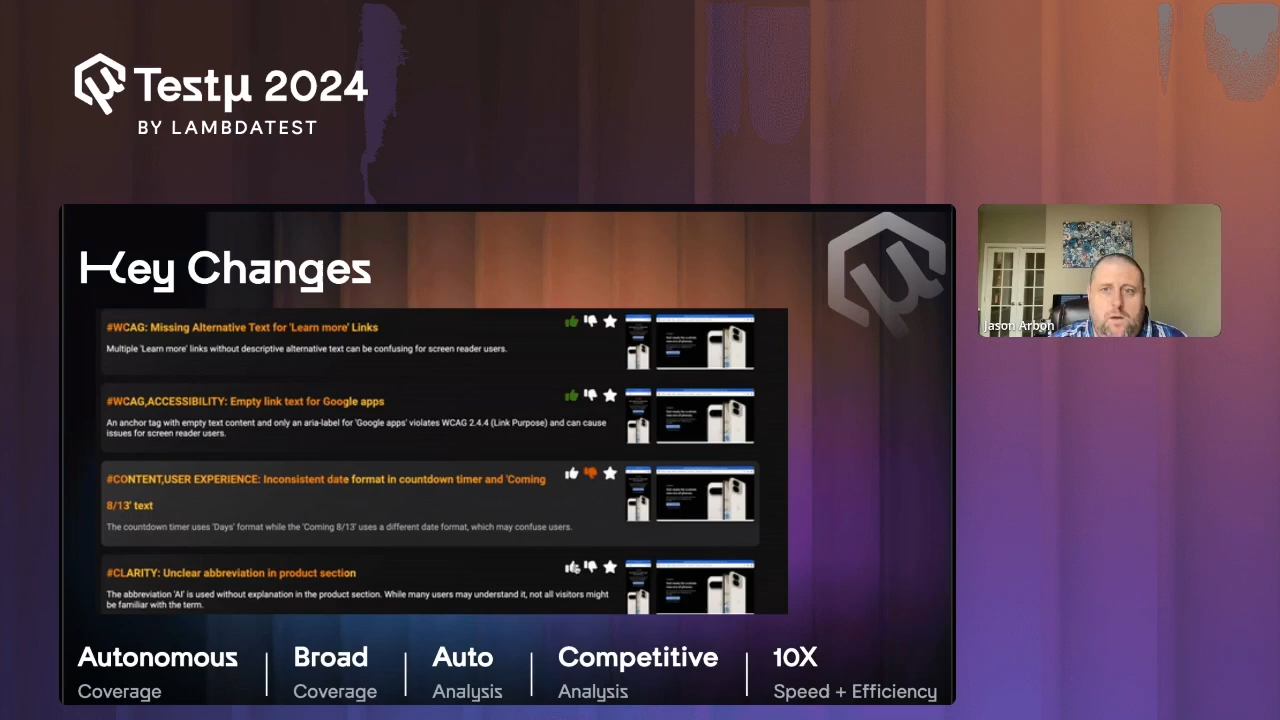 Testμ 2024
BY LAMBDATEST
Key Changes
#WCAG: Missing Alternative Text for 'Learn more' Links
Multiple 'Learn more' links without descriptive alternative text can be confusing for screen reader users.
#WCAG,ACCESSIBILITY: Empty link text for Google apps
An anchor tag with empty text content and only an aria-label for 'Google apps' violates WCAG 2.4.4 (Link Purpose) and can cause
issues for screen reader users.
#CONTENT,USER EXPERIENCE: Inconsistent date format in countdown timer and 'Coming
8/13' text
The countdown timer uses 'Days' format while the 'Coming 8/13' uses a different date format, which may confuse users.
#CLARITY: Unclear abbreviation in product section
The abbreviation 'AI' is used without explanation in the product section. While many users may understand it, not all visitors might
be familiar with the term.
Autonomous
Coverage
Broad
Coverage
Auto
Analysis
Competitive
Analysis
10X
Speed + Efficiency
Jason Arbon